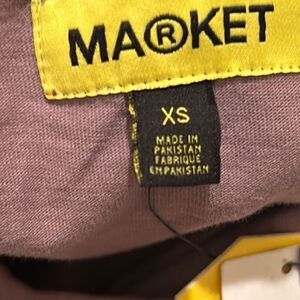 MA®KET
XS
MADE IN
PAKISTAN
FABRIQUE
EN PAKISTAN